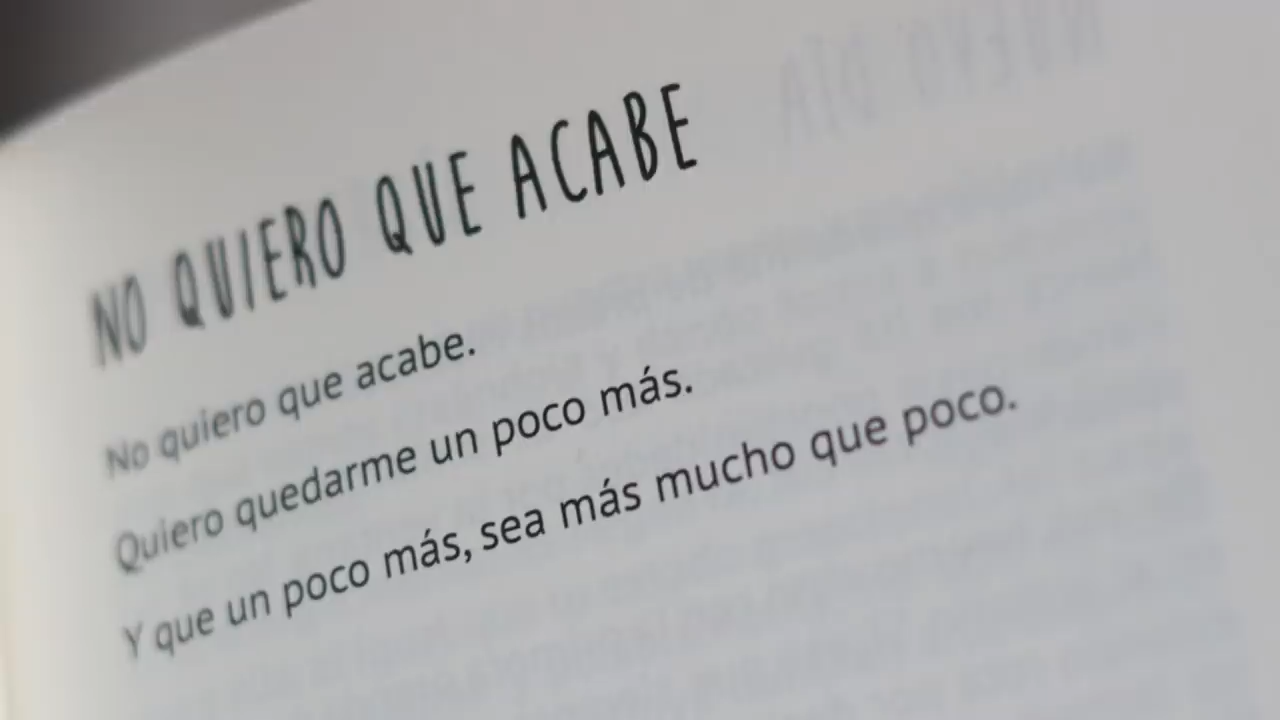 NO QUIERO QUE ACABE
No quiero que acabe.
Quiero quedarme un poco más.
Y que un poco más, sea más mucho que poco.